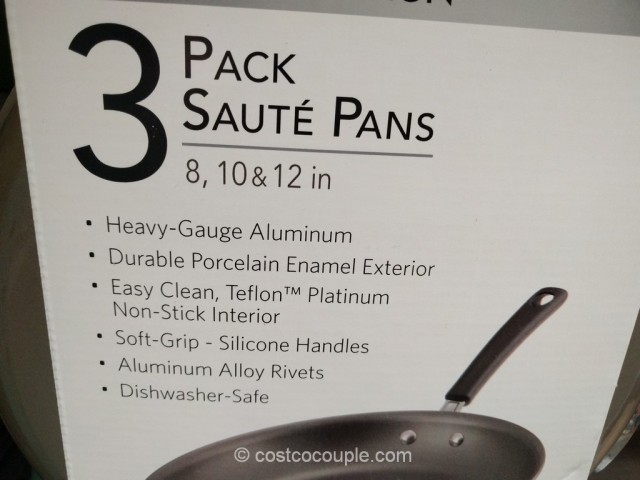 3 PACK
SAUTÉ PANS
8, 10 & 12 in
• Heavy-Gauge Aluminum
• Durable Porcelain Enamel Exterior
• Easy Clean, Teflon™ Platinum
Non-Stick Interior
• Soft-Grip - Silicone Handles
• Aluminum Alloy Rivets
• Dishwasher-Safe
© costcocouple.com